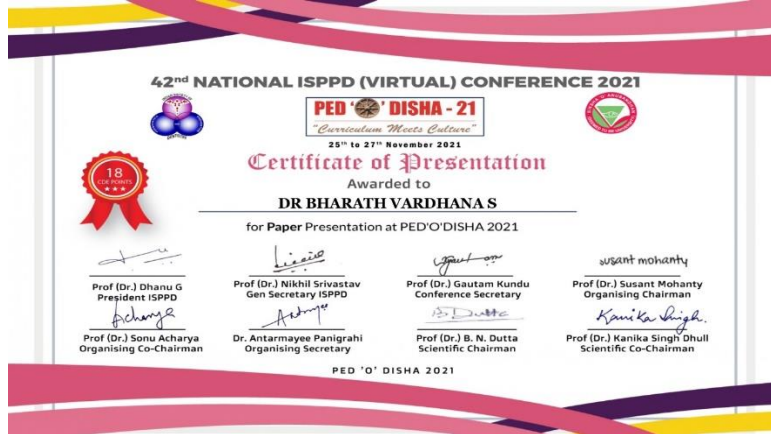 42nd NATIONAL ISPPD (VIRTUAL) CONFERENCE 2021
PED 'O' DISHA - 21
"Curriculum Meets Culture"
25th to 27th November 2021
Certificate of Presentation
18
CDE POINTS
Awarded to
DR BHARATH VARDHANA S
for Paper Presentation at PED'O'DISHA 2021
susant mohanty
Prof (Dr.) Dhanu G
President ISPPD
Prof (Dr.) Nikhil Srivastav
Gen Secretary ISPPD
Prof (Dr.) Gautam Kundu
Conference Secretary
Prof (Dr.) Susant Mohanty
Organising Chairman
Acharya
B. Dutta
Kanika Singh.
Prof (Dr.) Sonu Acharya
Organising Co-Chairman
Dr. Antarmayee Panigrahi
Organising Secretary
Prof (Dr.) B. N. Dutta
Scientific Chairman
Prof (Dr.) Kanika Singh Dhull
Scientific Co-Chairman
PED 'O' DISHA 2021